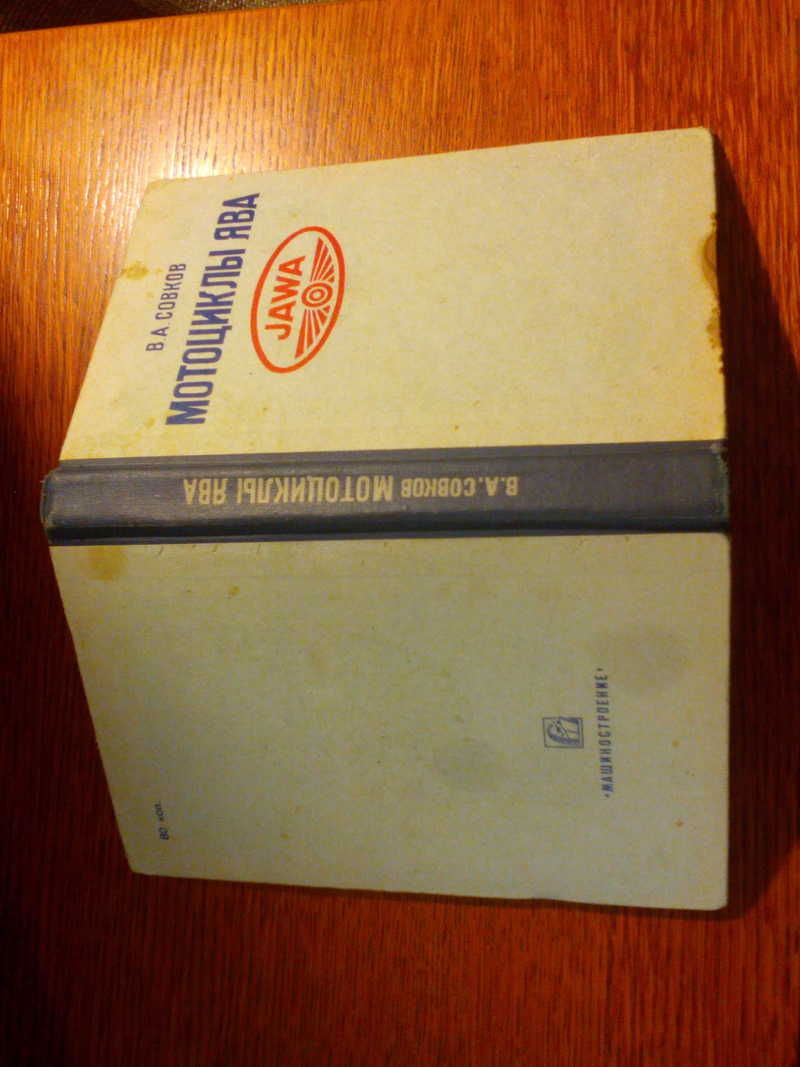 В.А. СОВКОВ
МОТОЦИКЛЫ ЯВА
JAWA
В.А. СОВКОВ МОТОЦИКЛЫ ЯВА
80 коп.
«МАШИНОСТРОЕНИЕ»